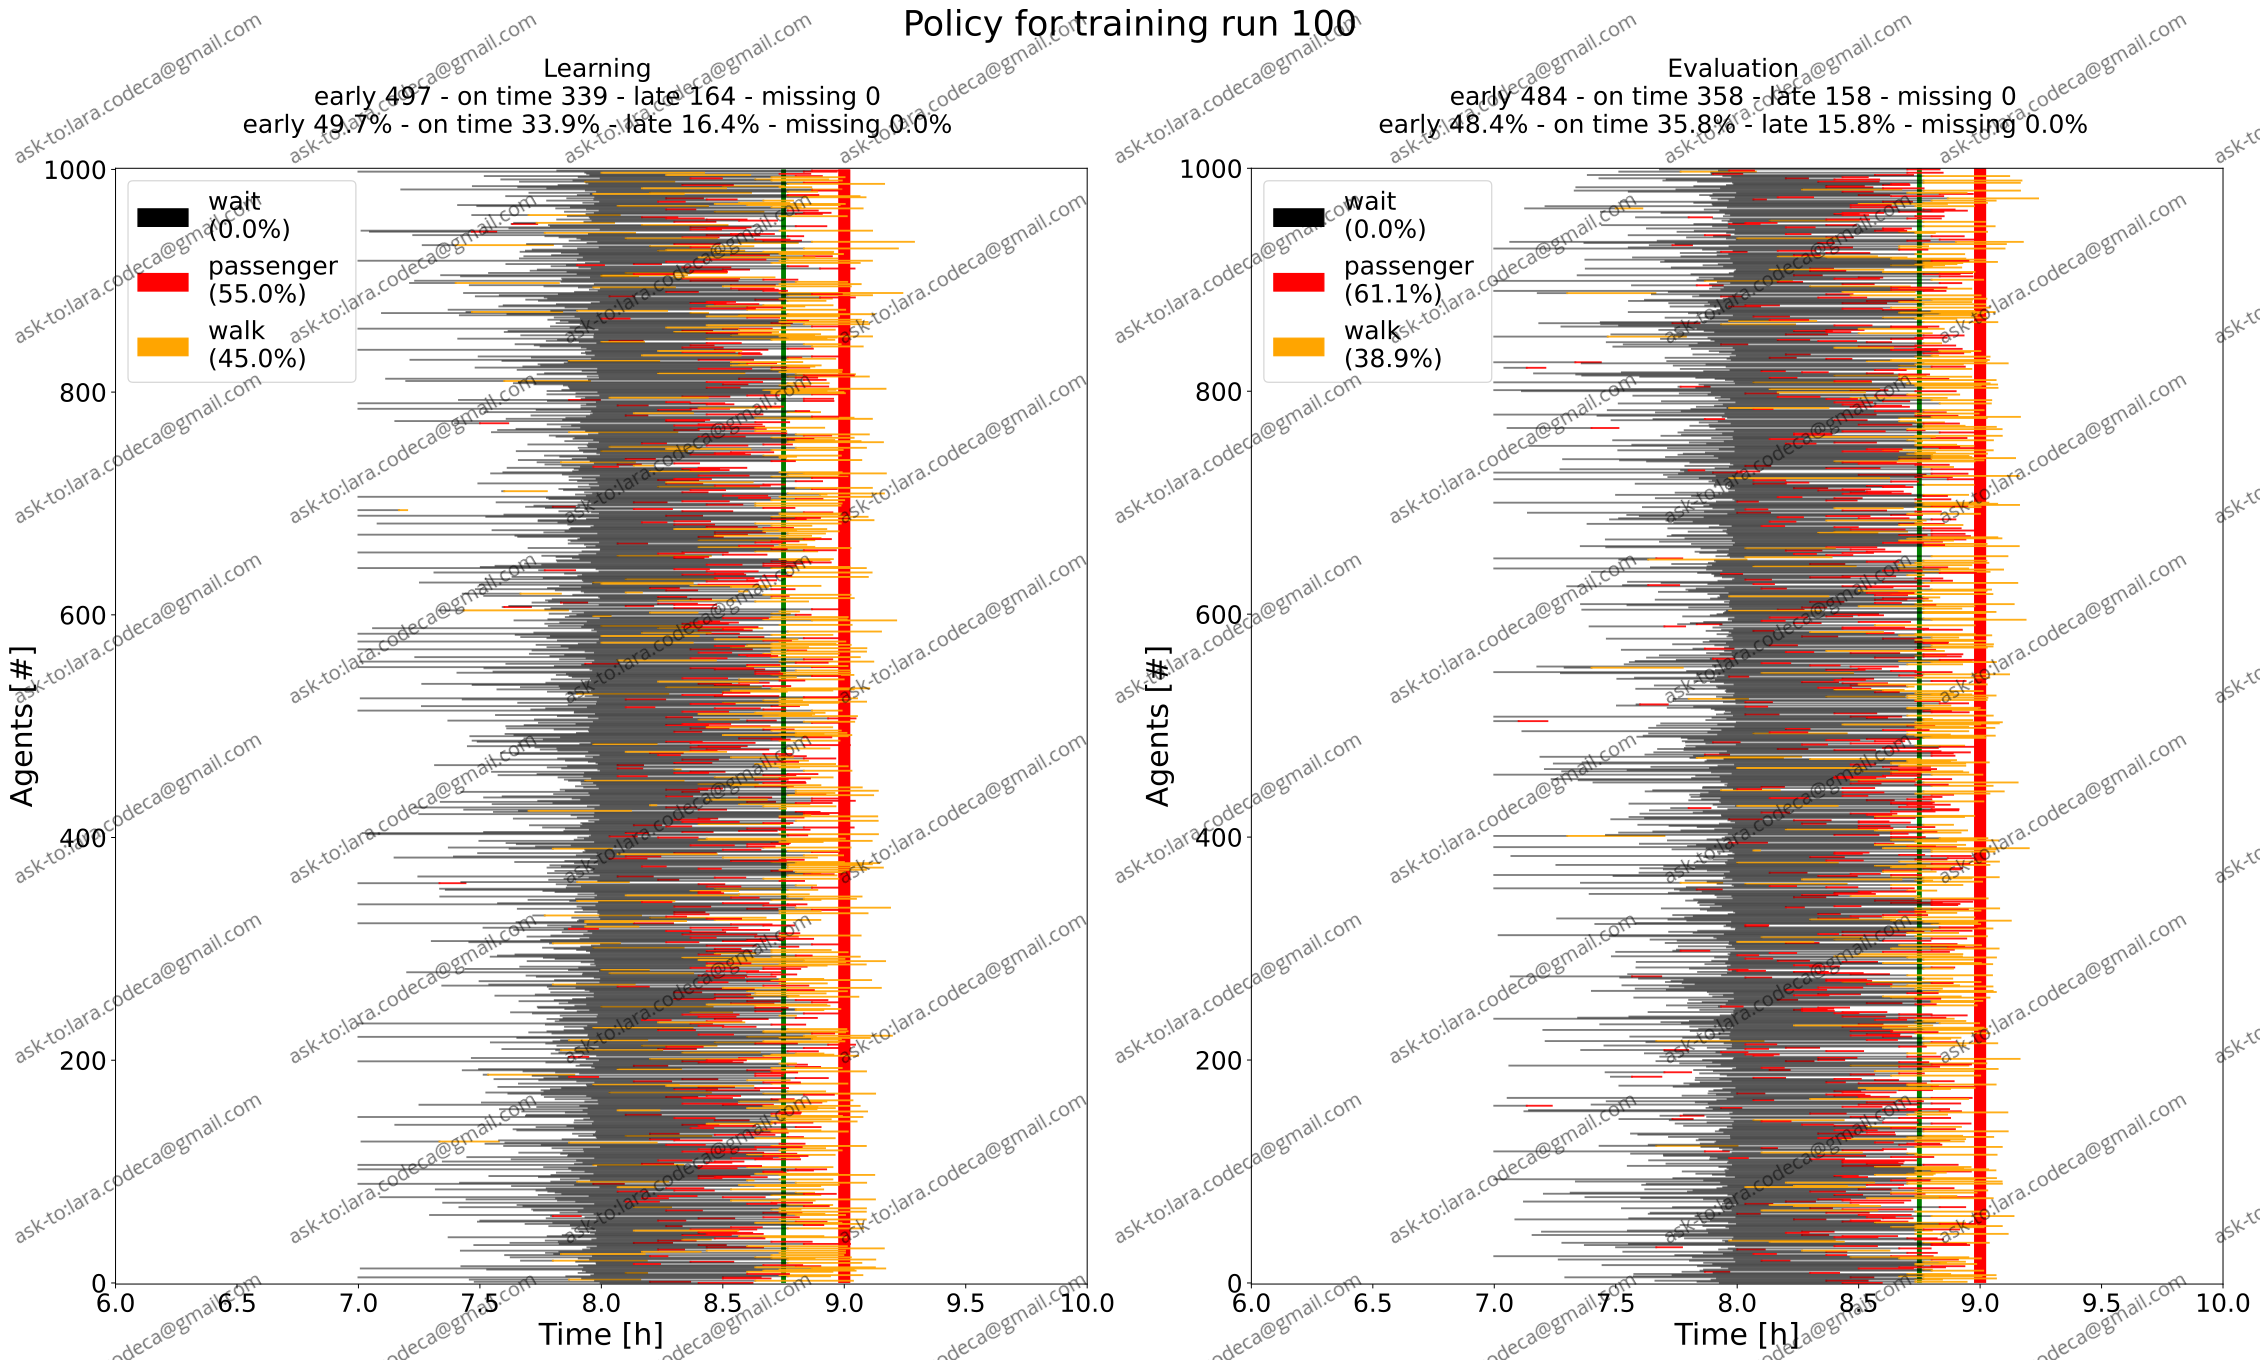 Policy for training run 100
Learning
early 497 - on time 339 - late 164 - missing 0
early 49.7% - on time 33.9% - late 16.4% - missing 0.0%
1000
800
600
400
200
0
Agents [#]
wait
(0.0%)
passenger
(55.0%)
walk
(45.0%)
6.0 6.5 7.0 7.5 8.0 8.5 9.0 9.5 10.0
Time [h]
Evaluation
early 484 - on time 358 - late 158 - missing 0
early 48.4% - on time 35.8% - late 15.8% - missing 0.0%
1000
800
600
400
200
0
Agents [#]
wait
(0.0%)
passenger
(61.1%)
walk
(38.9%)
6.0 6.5 7.0 7.5 8.0 8.5 9.0 9.5 10.0
Time [h]
ask-to:lara.codeca@gmail.com